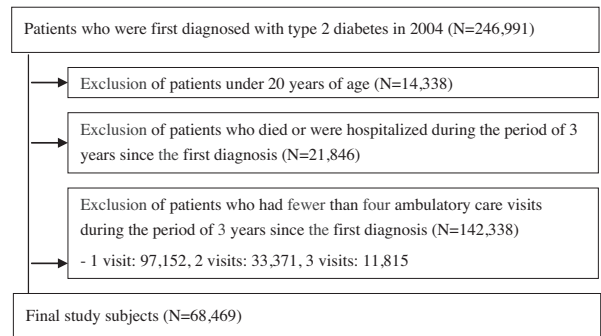 Patients who were first diagnosed with type 2 diabetes in 2004 (N=246,991)
Exclusion of patients under 20 years of age (N=14,338)
Exclusion of patients who died or were hospitalized during the period of 3
years since the first diagnosis (N=21,846)
Exclusion of patients who had fewer than four ambulatory care visits
during the period of 3 years since the first diagnosis (N=142,338)
- 1 visit: 97,152, 2 visits: 33,371, 3 visits: 11,815
Final study subjects (N=68,469)